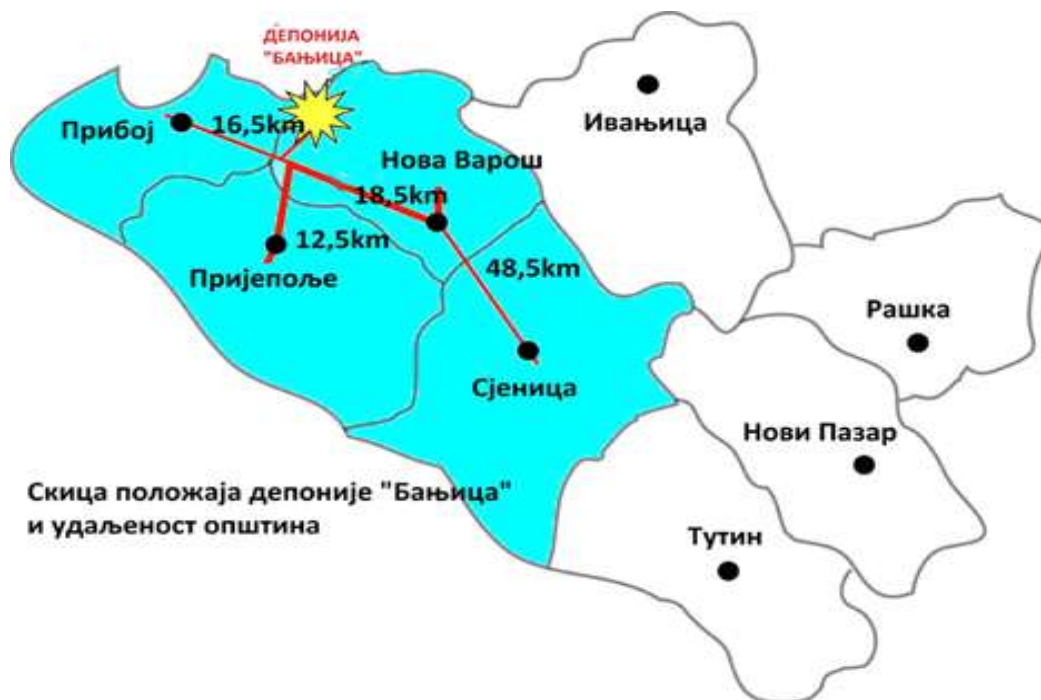 ДЕПОНИЈА
"БАЊИЦА"
Прибој
16,5km
Ивањица
Нова Варош
18,5km
12,5km
Пријепоље
48,5km
Рашка
Сјеница
Нови Пазар
Скица положаја депоније "Бањица"
и удаљеност општина
Тутин